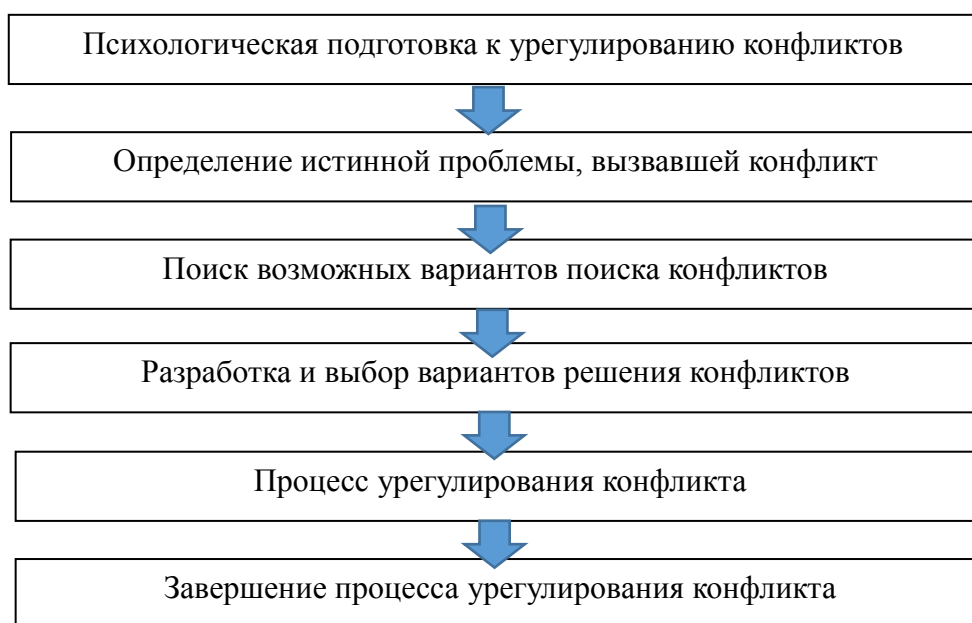 Психологическая подготовка к урегулированию конфликтов
Определение истинной проблемы, вызвавшей конфликт
Поиск возможных вариантов поиска конфликтов
Разработка и выбор вариантов решения конфликтов
Процесс урегулирования конфликта
Завершение процесса урегулирования конфликта